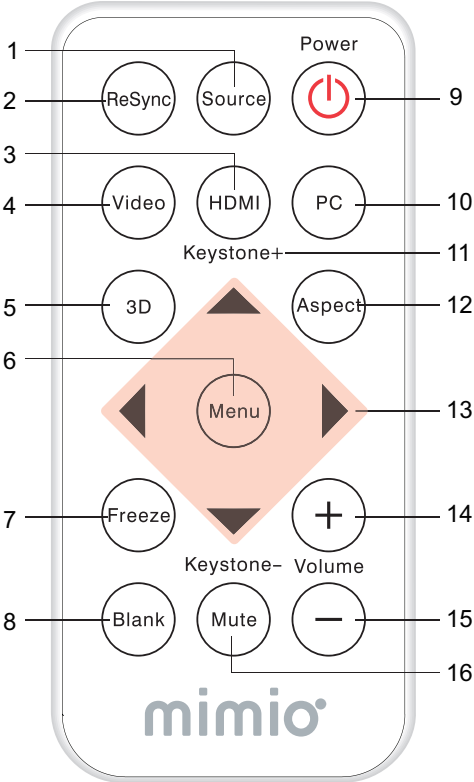 Power
1
2 ReSync Source 9
3
4 Video HDMI PC 10
Keystone+ 11
5 3D Aspect 12
6
Menu 13
7 Freeze + 14
Keystone– Volume
8 Blank Mute – 15
16
mimio